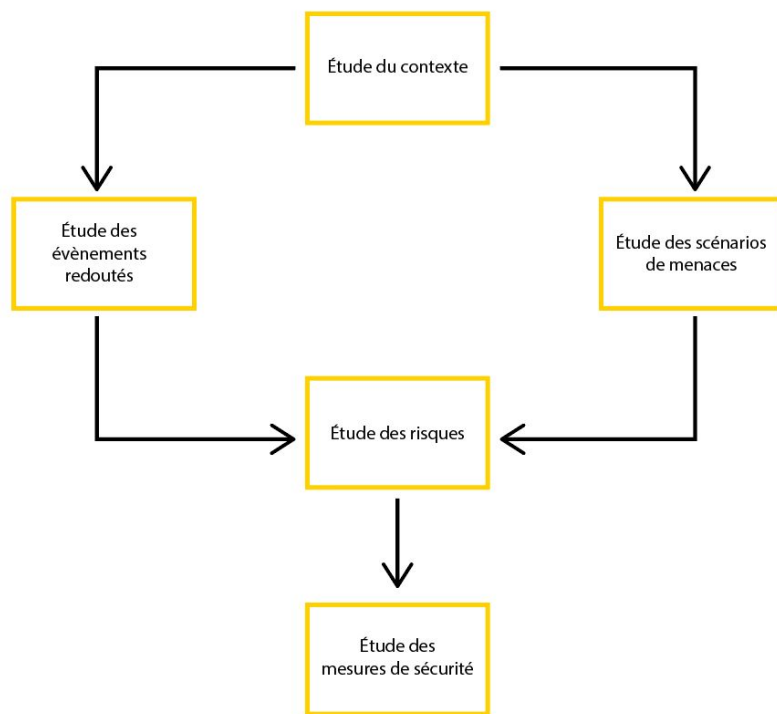 Étude du contexte
Étude des
évènements
redoutés
Étude des scénarios
de menaces
Étude des risques
Étude des
mesures de sécurité